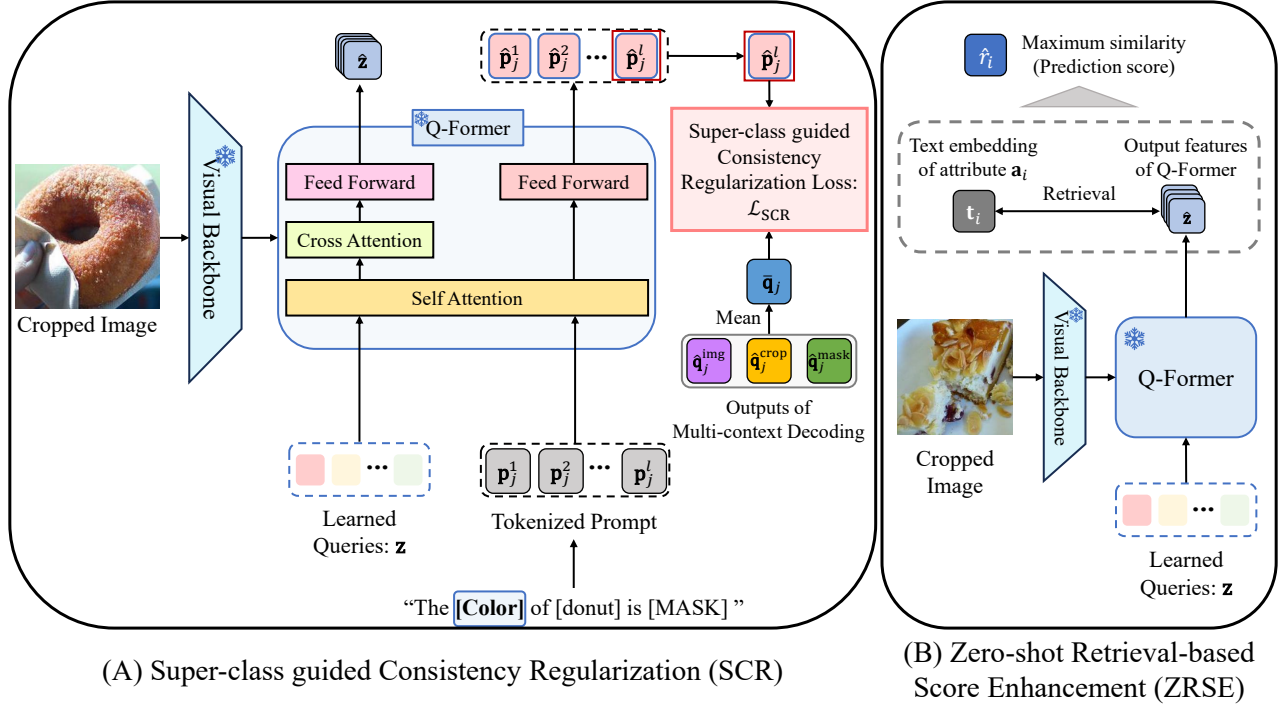 ẑ
p̂_j^1 p̂_j^2 ••• p̂_j^l
p̂_j^l
Q-Former
Visual Backbone
Feed Forward
Feed Forward
Cross Attention
Self Attention
Cropped Image
Super-class guided
Consistency
Regularization Loss:
ℒ_SCR
q̄_j
Mean
q̂_j^img q̂_j^crop q̂_j^mask
Outputs of
Multi-context Decoding
•••
Learned
Queries: z
p_j^1 p_j^2 ••• p_j^l
Tokenized Prompt
“The [Color] of [donut] is [MASK] ”
(A) Super-class guided Consistency Regularization (SCR)
r̂_i
Maximum similarity
(Prediction score)
Text embedding
of attribute a_i
Output features
of Q-Former
t_i
Retrieval
ẑ
Visual Backbone
Q-Former
Cropped
Image
•••
Learned
Queries: z
(B) Zero-shot Retrieval-based
Score Enhancement (ZRSE)